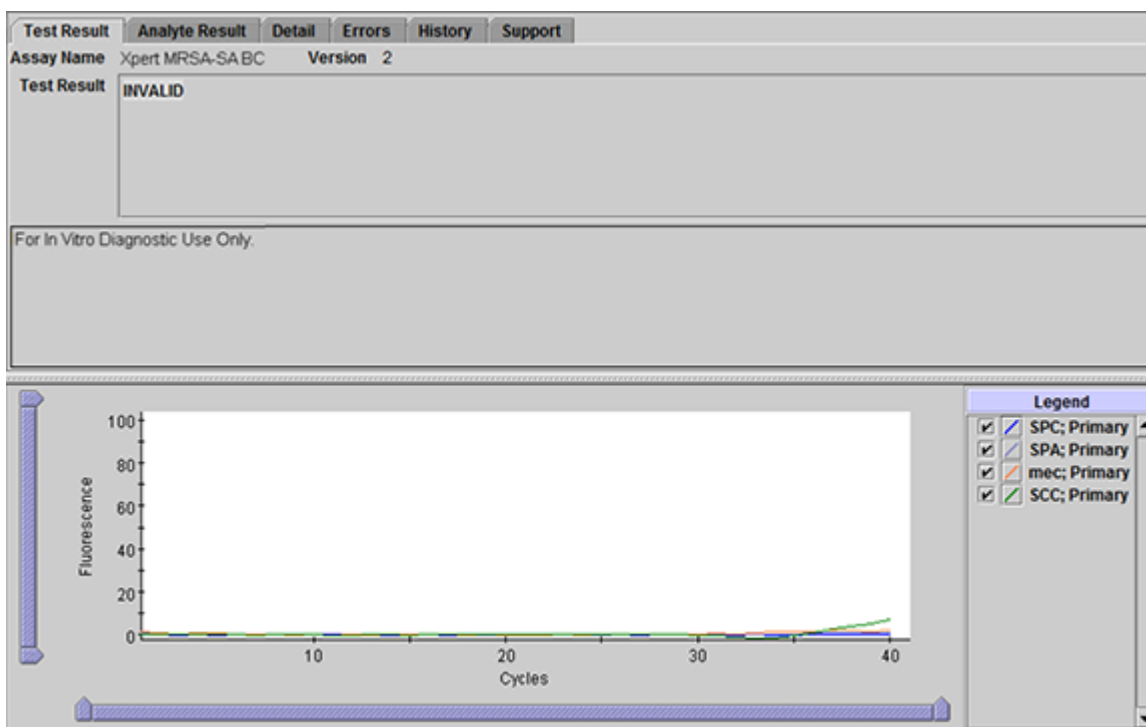 Test Result Analyte Result Detail Errors History Support
Assay Name Xpert MRSA-SA BC Version 2
Test Result INVALID
For In Vitro Diagnostic Use Only.
Legend
SPC; Primary
SPA; Primary
mec; Primary
SCC; Primary
Fluorescence
100
80
60
40
20
0
10 20 30 40
Cycles